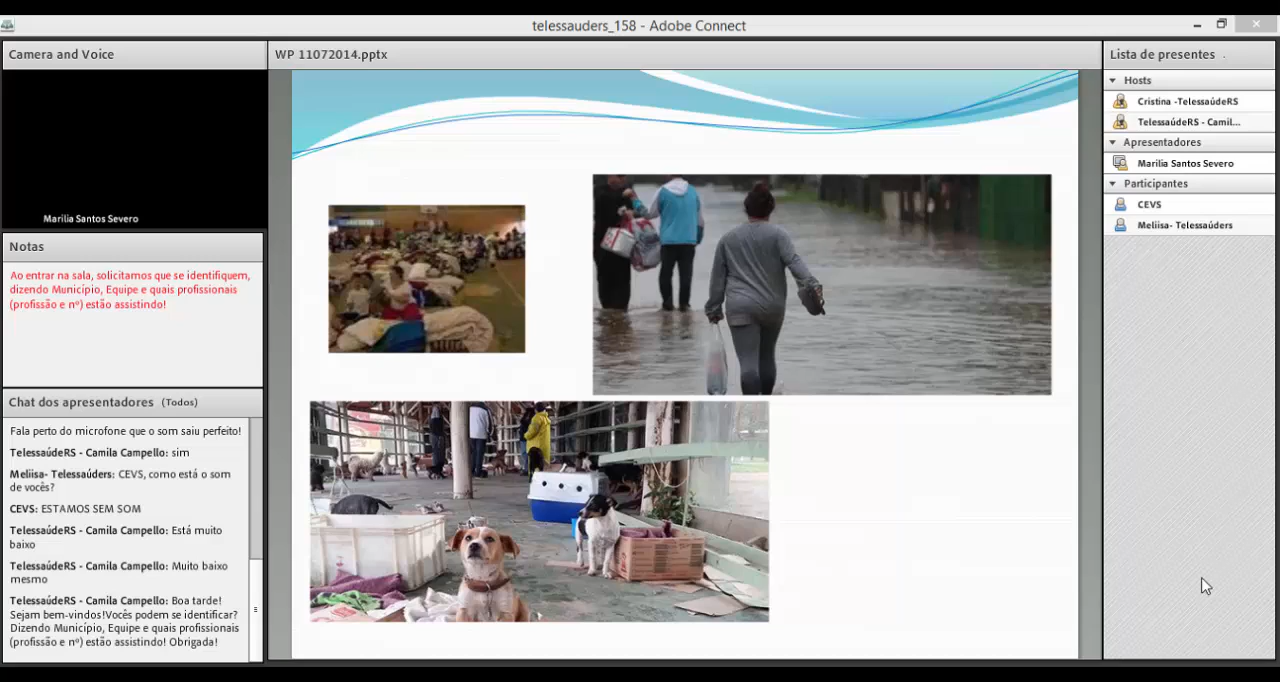 telessauders_158 - Adobe Connect
Camera and Voice
Marilia Santos Severo
Notas
Ao entrar na sala, solicitamos que se identifiquem,
dizendo Município, Equipe e quais profissionais
(profissão e nº) estão assistindo!
Chat dos apresentadores (Todos)
Fala perto do microfone que o som saiu perfeito!
TelessaúdeRS - Camila Campello: sim
Meliisa- Telessaúders: CEVS, como está o som
de vocês?
CEVS: ESTAMOS SEM SOM
TelessaúdeRS - Camila Campello: Está muito
baixo
TelessaúdeRS - Camila Campello: Muito baixo
mesmo
TelessaúdeRS - Camila Campello: Boa tarde!
Sejam bem-vindos!Vocês podem se identificar?
Dizendo Município, Equipe e quais profissionais
(profissão e nº) estão assistindo! Obrigada!
WP 11072014.pptx
Lista de presentes
Hosts
Cristina -TelessaúdeRS
TelessaúdeRS - Camil...
Apresentadores
Marilia Santos Severo
Participantes
CEVS
Meliisa- Telessaúders